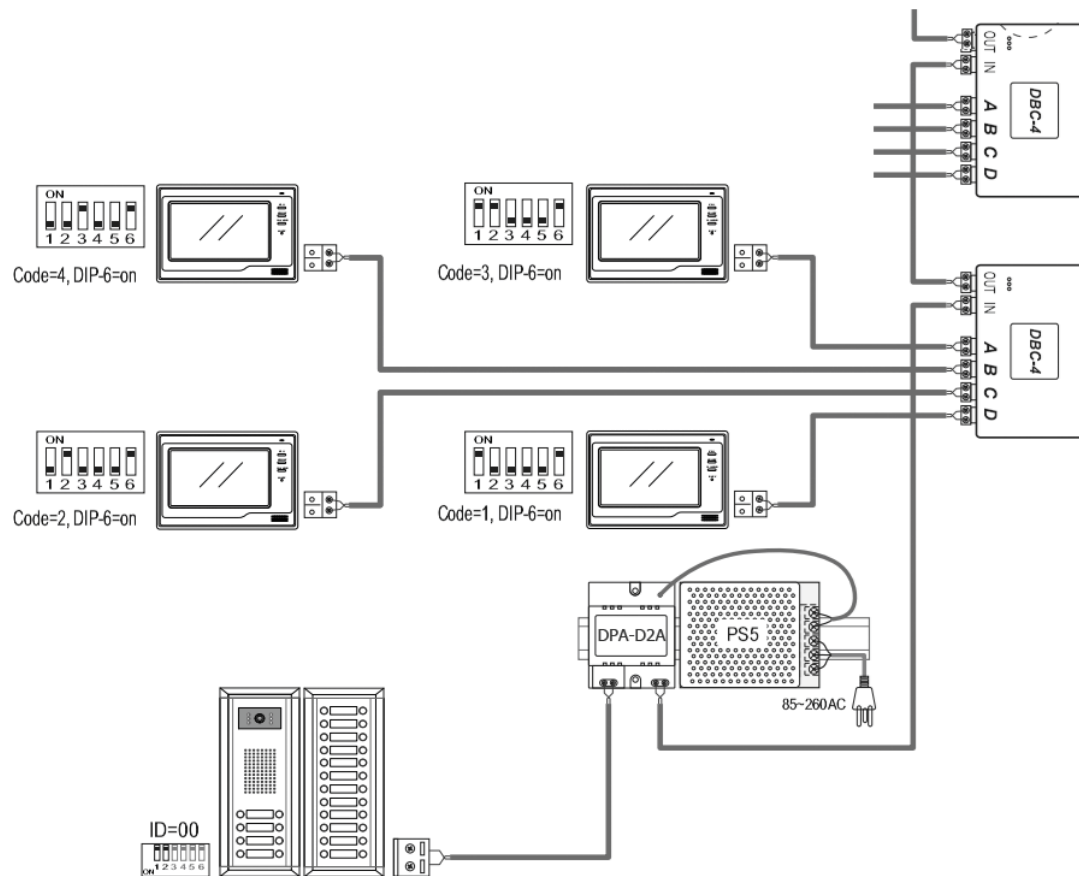 OUT IN
DBC-4
A B C D
ON
1 2 3 4 5 6
Code=4, DIP-6=on
ON
1 2 3 4 5 6
Code=3, DIP-6=on
OUT IN
DBC-4
A B C D
ON
1 2 3 4 5 6
Code=2, DIP-6=on
ON
1 2 3 4 5 6
Code=1, DIP-6=on
DPA-D2A
PS5
85~260AC
ID=00
1 2 3 4 5 6
ON